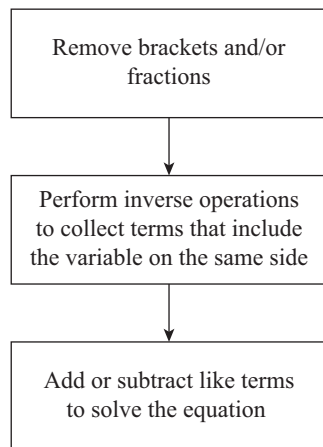 Remove brackets and/or
fractions
Perform inverse operations
to collect terms that include
the variable on the same side
Add or subtract like terms
to solve the equation